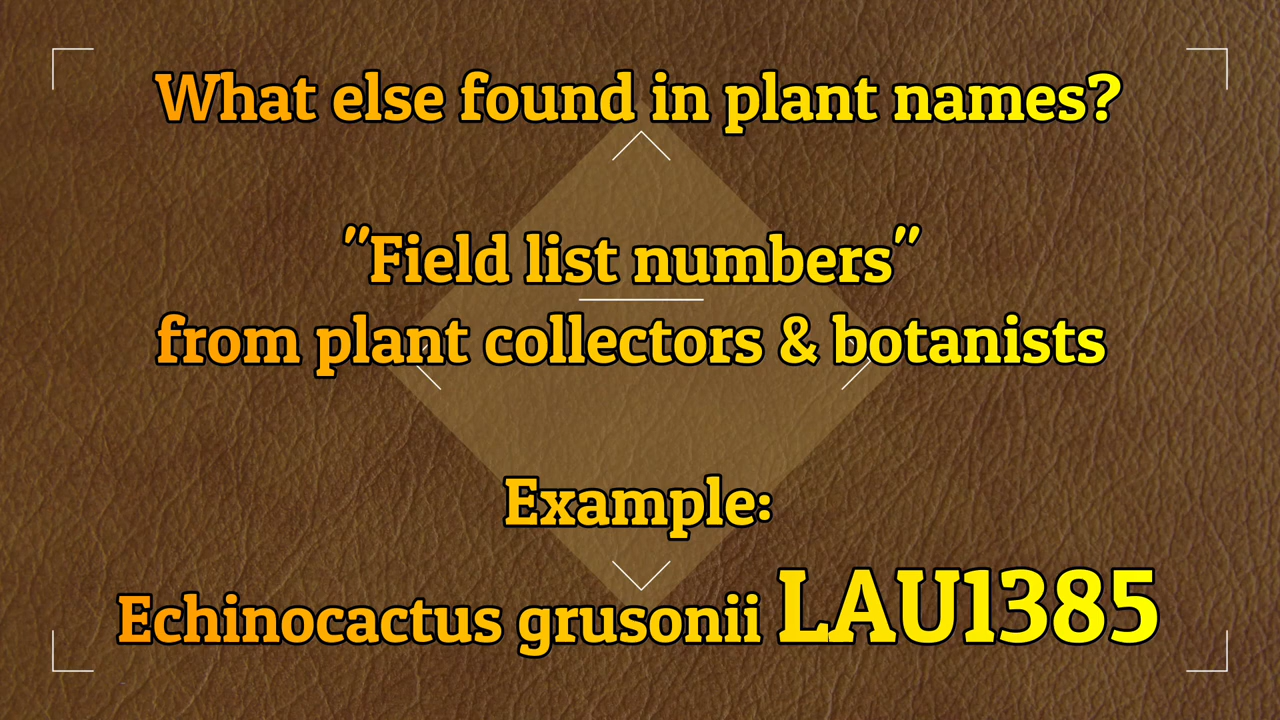 What else found in plant names?
"Field list numbers"
from plant collectors & botanists
Example:
Echinocactus grusonii LAU1385